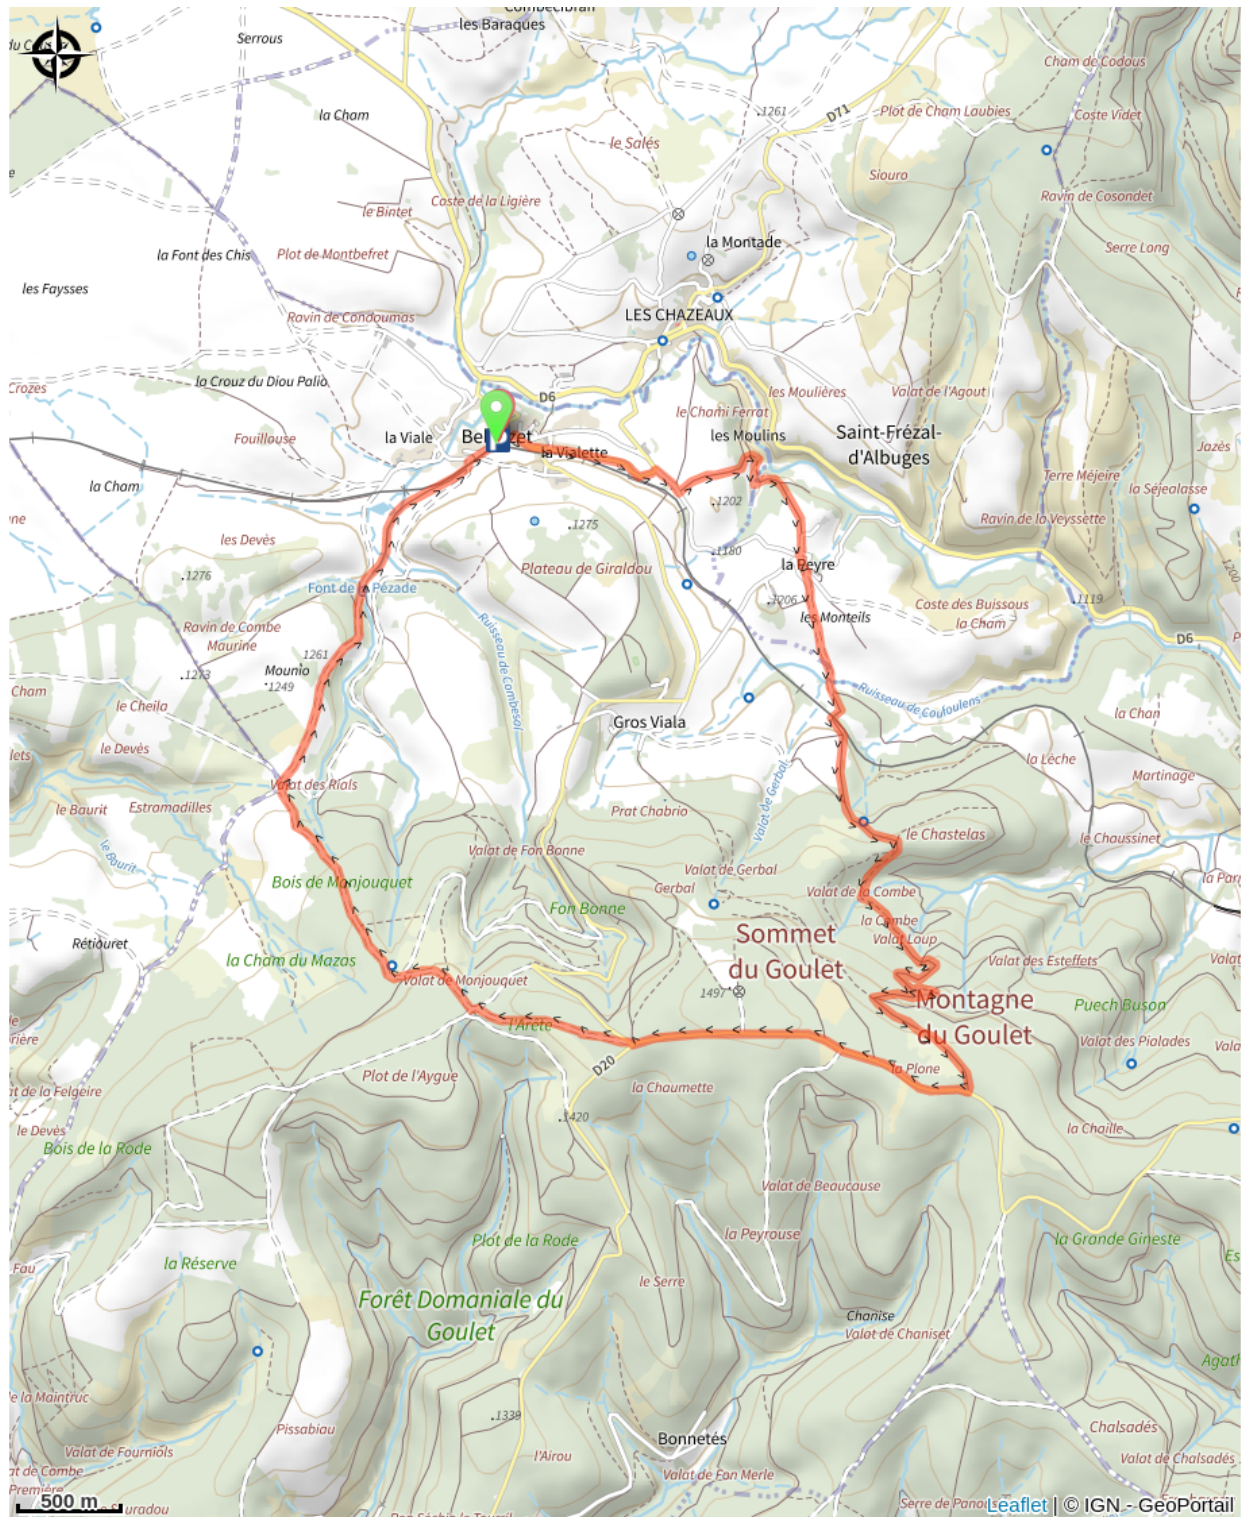 les Baraques
Serrous
Cham de Codous
.1261
D71
la Cham
Plot de Cham Laubies
Coste Videt
le Salés
Siouro
Ravin de Cosondet
Coste de la Ligière
le Bintet
la Montade
Serre Long
la Font des Chis
Plot de Montbefret
les Faysses
Ravin de Condoumas
LES CHAZEAUX
Crozes
la Crouz du Diou Palio
D6
les Moulières
Valat de l'Agout
le Chami Ferrat
Fouillouse
la Viale
la Vialette
les Moulins
Saint-Frézal-
d'Albuges
Jazès
la Cham
Terre Méjeire
la Séjealasse
.1202
Ravin de la Veyssette
les Devès
.1275
.1180
.1276
Plateau de Giraldou
la Peyre
1200
Font de la Pézade
.1206
Coste des Buissous
la Cham
.1119
les Monteils
Ravin de Combe
Maurine
D6
Ruisseau de Combesal
1261
Mounio
.1273
.1249
Cham
le Cheila
Ruisseau de Couloulens
la Chan
Gros Viala
le Devès
la Lèche
Martinage
Valat des Rials
Estramadilles
le Baurit
Prat Chabrio
Valat de Gerbal
le Chastelas
le Chaussinet
le Baurit
Valat de Fon Bonne
Valat de Gerbal
Bois de Monjouquet
Gerbal
Valat de la Combe
Fon Bonne
la Combe
Rétiouret
Sommet
du Goulet
Valat Loup
la Cham du Mazas
Valat des Esteffets
Valat de Monjouquet
1497
Montagne
du Goulet
Puech Buson
l'Arête
Valat des Pialades
D20
la Plone
Plot de l'Aygue
la Chaumette
at de la Felgeire
.1420
le Devès
la Chaille
Bois de la Rode
Valat de Beaucause
la Peyrouse
Plot de la Rode
la Grande Gineste
la Réserve
le Serre
Forêt Domaniale du
Goulet
Chanise
Valat de Chaniset
.1339
Pissabiau
Chalsadés
Bonnetés
l'Airou
Valat de Fourniols
Valat de Chalsadés
Valat de Fon Merle
500 m
Leaflet | © IGN - GeoPortail